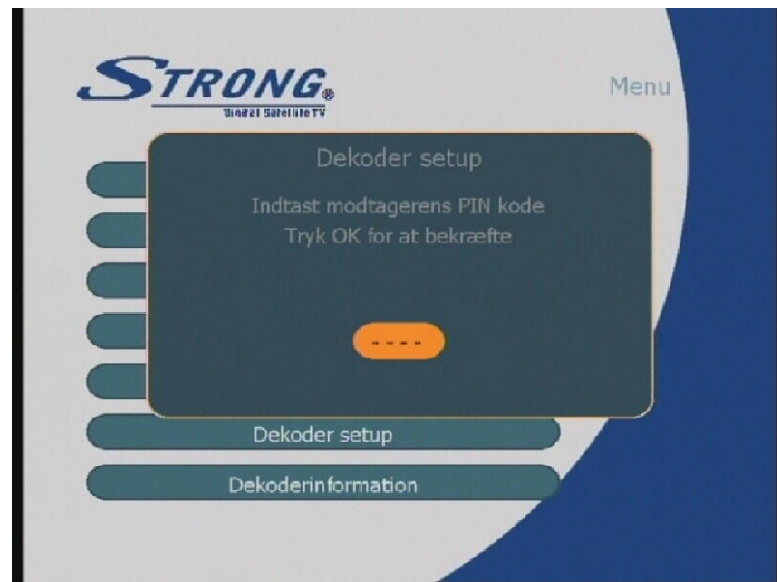 STRONG®
Digital Satellite TV
Menu
Dekoder setup
Indtast modtagerens PIN kode
Tryk OK for at bekræfte
- - - -
Dekoder setup
Dekoderinformation